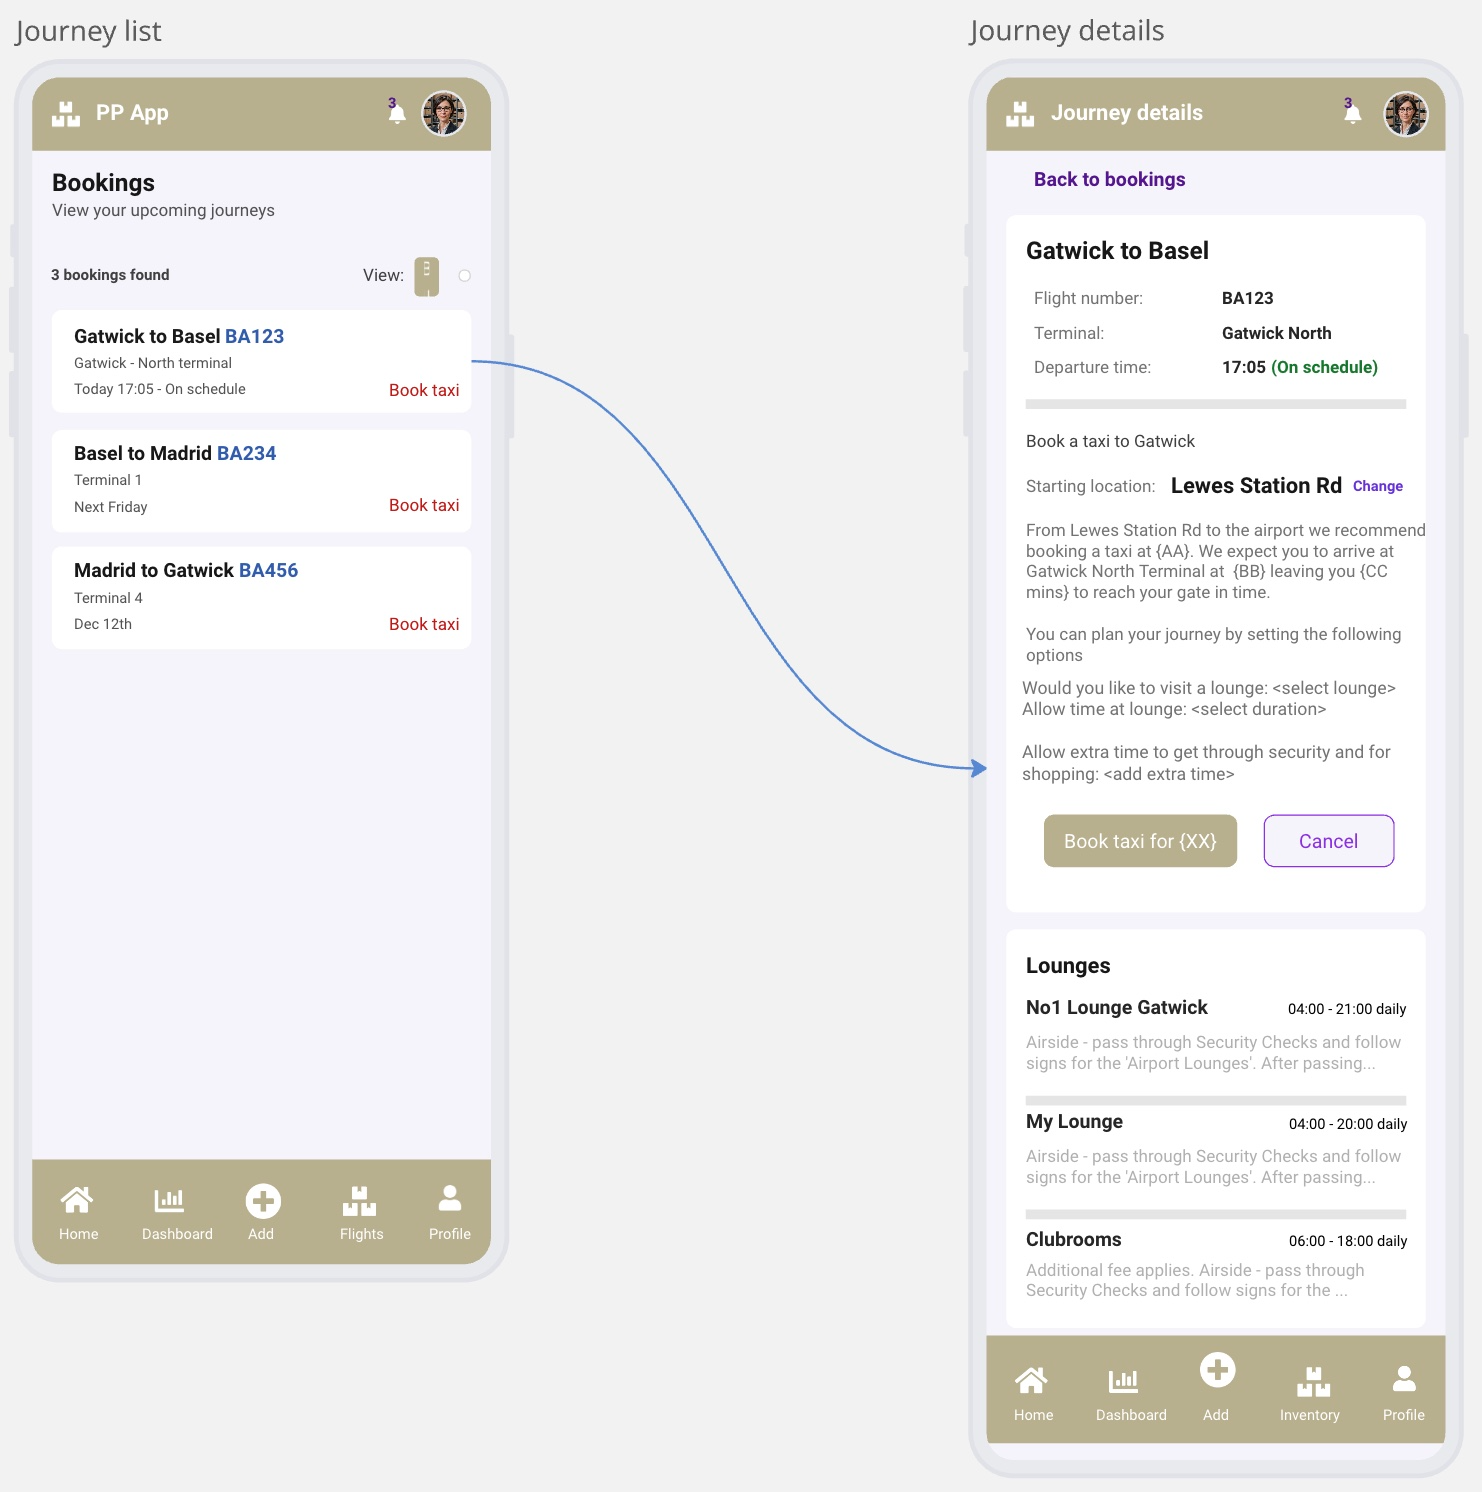 Journey list
PP App
3
Bookings
View your upcoming journeys
3 bookings found
View:
Gatwick to Basel BA123
Gatwick - North terminal
Today 17:05 - On schedule
Book taxi
Basel to Madrid BA234
Terminal 1
Next Friday
Book taxi
Madrid to Gatwick BA456
Terminal 4
Dec 12th
Book taxi
Home
Dashboard
Add
Flights
Profile
Journey details
Journey details
3
Back to bookings
Gatwick to Basel
Flight number: BA123
Terminal: Gatwick North
Departure time: 17:05 (On schedule)
Book a taxi to Gatwick
Starting location: Lewes Station Rd Change
From Lewes Station Rd to the airport we recommend
booking a taxi at {AA}. We expect you to arrive at
Gatwick North Terminal at {BB} leaving you {CC
mins} to reach your gate in time.
You can plan your journey by setting the following
options
Would you like to visit a lounge: <select lounge>
Allow time at lounge: <select duration>
Allow extra time to get through security and for
shopping: <add extra time>
Book taxi for {XX}
Cancel
Lounges
No1 Lounge Gatwick 04:00 - 21:00 daily
Airside - pass through Security Checks and follow
signs for the 'Airport Lounges'. After passing...
My Lounge 04:00 - 20:00 daily
Airside - pass through Security Checks and follow
signs for the 'Airport Lounges'. After passing...
Clubrooms 06:00 - 18:00 daily
Additional fee applies. Airside - pass through
Security Checks and follow signs for the ...
Home
Dashboard
Add
Inventory
Profile